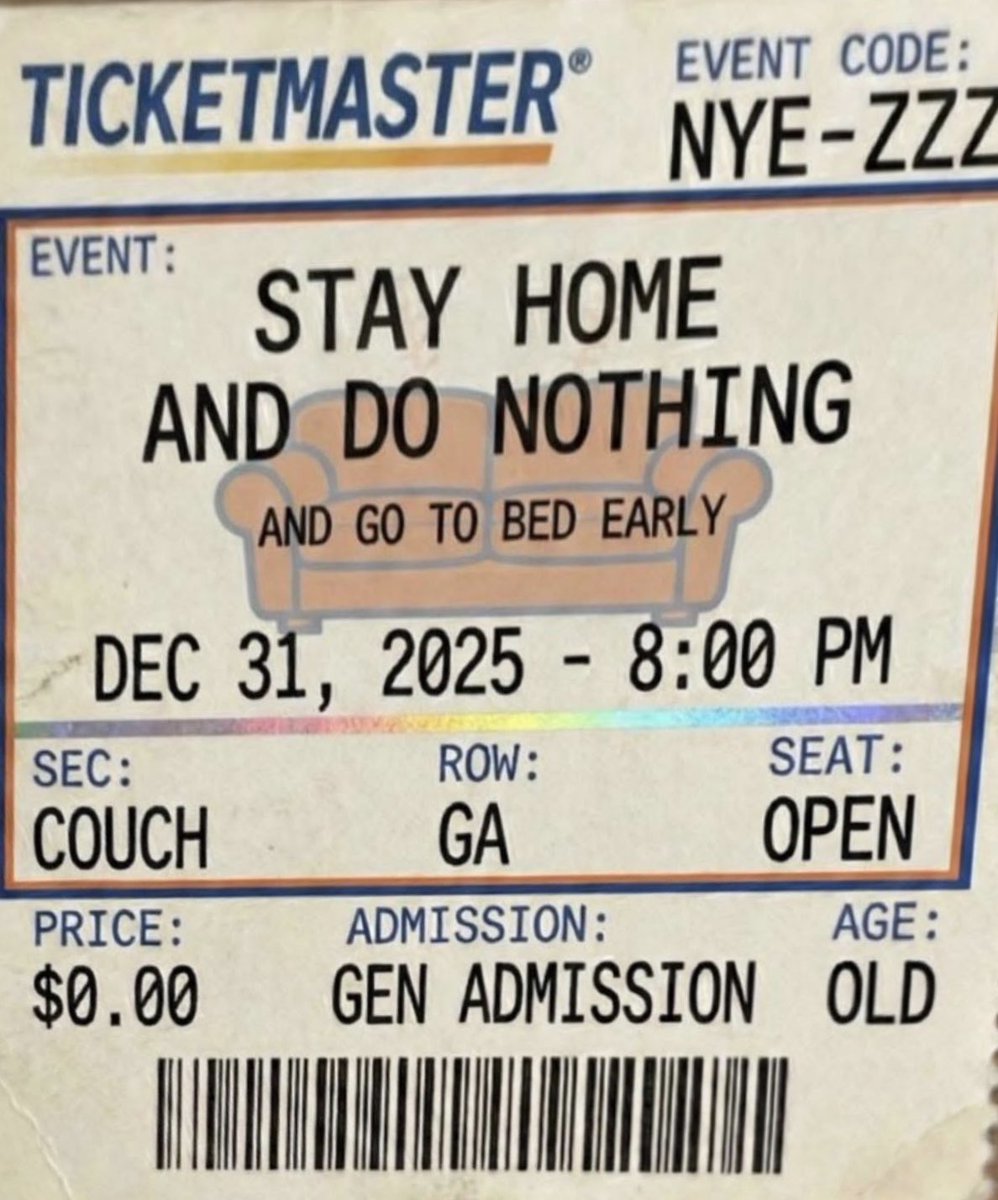 TICKETMASTER®
EVENT CODE:
NYE-ZZZ
EVENT:
STAY HOME
AND DO NOTHING
AND GO TO BED EARLY
DEC 31, 2025 - 8:00 PM
SEC: ROW: SEAT:
COUCH GA OPEN
PRICE: ADMISSION: AGE:
$0.00 GEN ADMISSION OLD